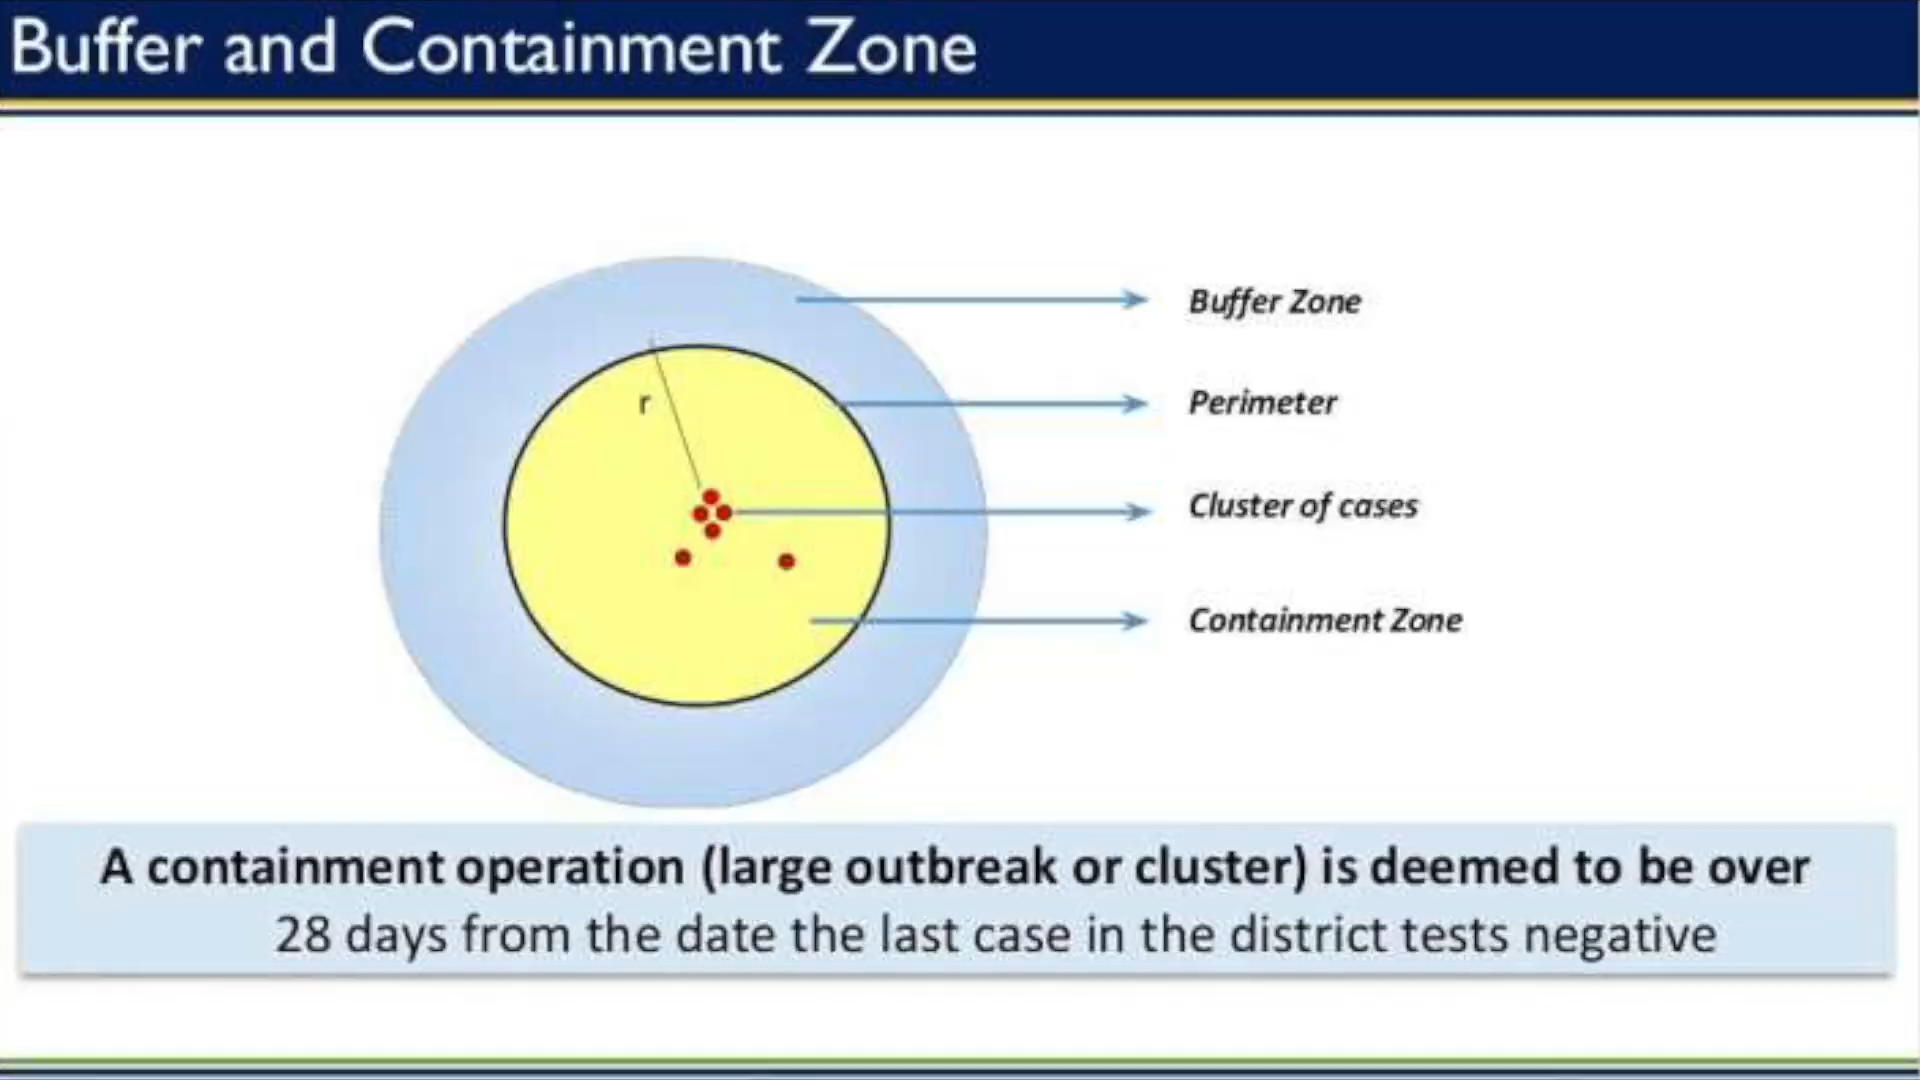 Buffer and Containment Zone
Buffer Zone
r
Perimeter
Cluster of cases
Containment Zone
A containment operation (large outbreak or cluster) is deemed to be over
28 days from the date the last case in the district tests negative